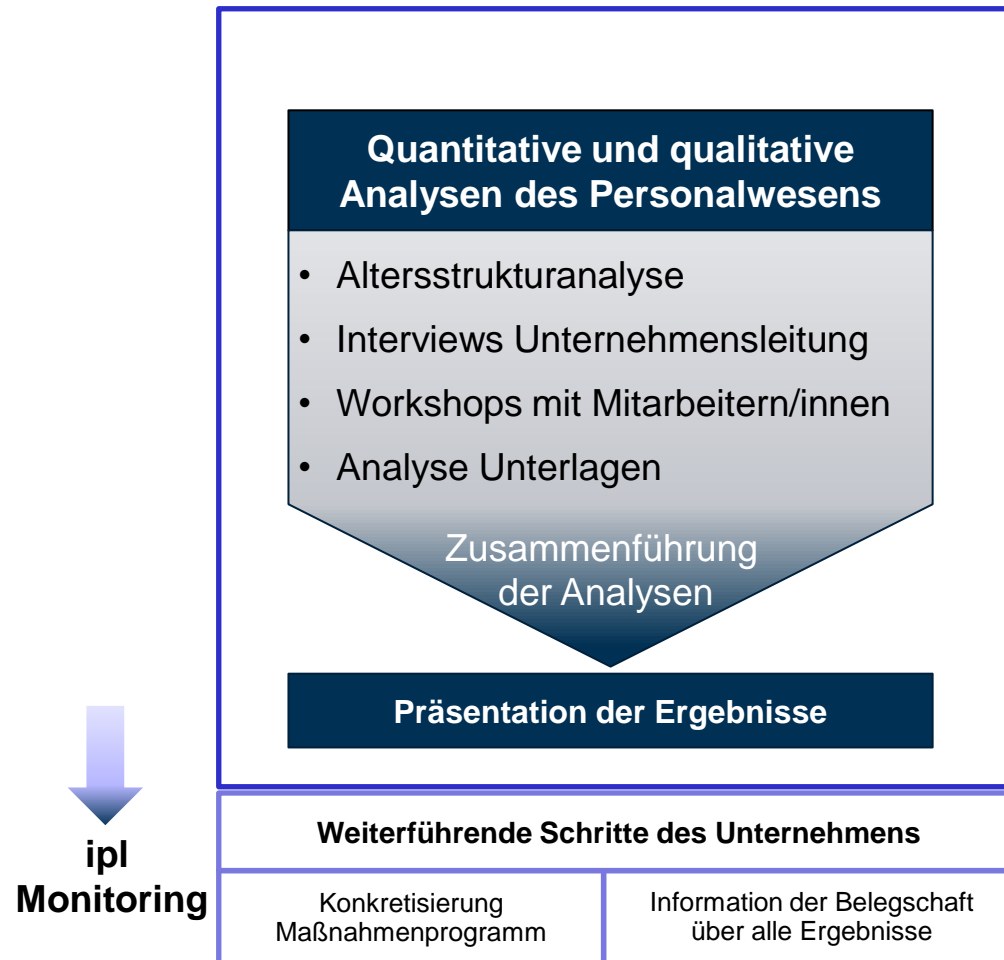 Quantitative und qualitative
Analysen des Personalwesens
• Altersstrukturanalyse
• Interviews Unternehmensleitung
• Workshops mit Mitarbeitern/innen
• Analyse Unterlagen
Zusammenführung
der Analysen
Präsentation der Ergebnisse
ipl
Monitoring
Weiterführende Schritte des Unternehmens
Konkretisierung
Maßnahmenprogramm
Information der Belegschaft
über alle Ergebnisse